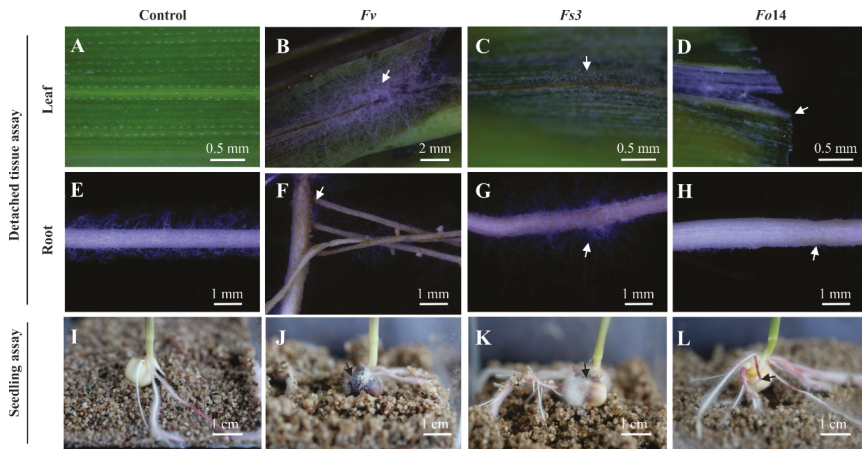 Control
Fv
Fs3
Fo14
Detached tissue assay
Leaf
A
0.5 mm
B
2 mm
C
0.5 mm
D
0.5 mm
Root
E
1 mm
F
1 mm
G
1 mm
H
1 mm
Seedling assay
I
1 cm
J
1 cm
K
1 cm
L
1 cm